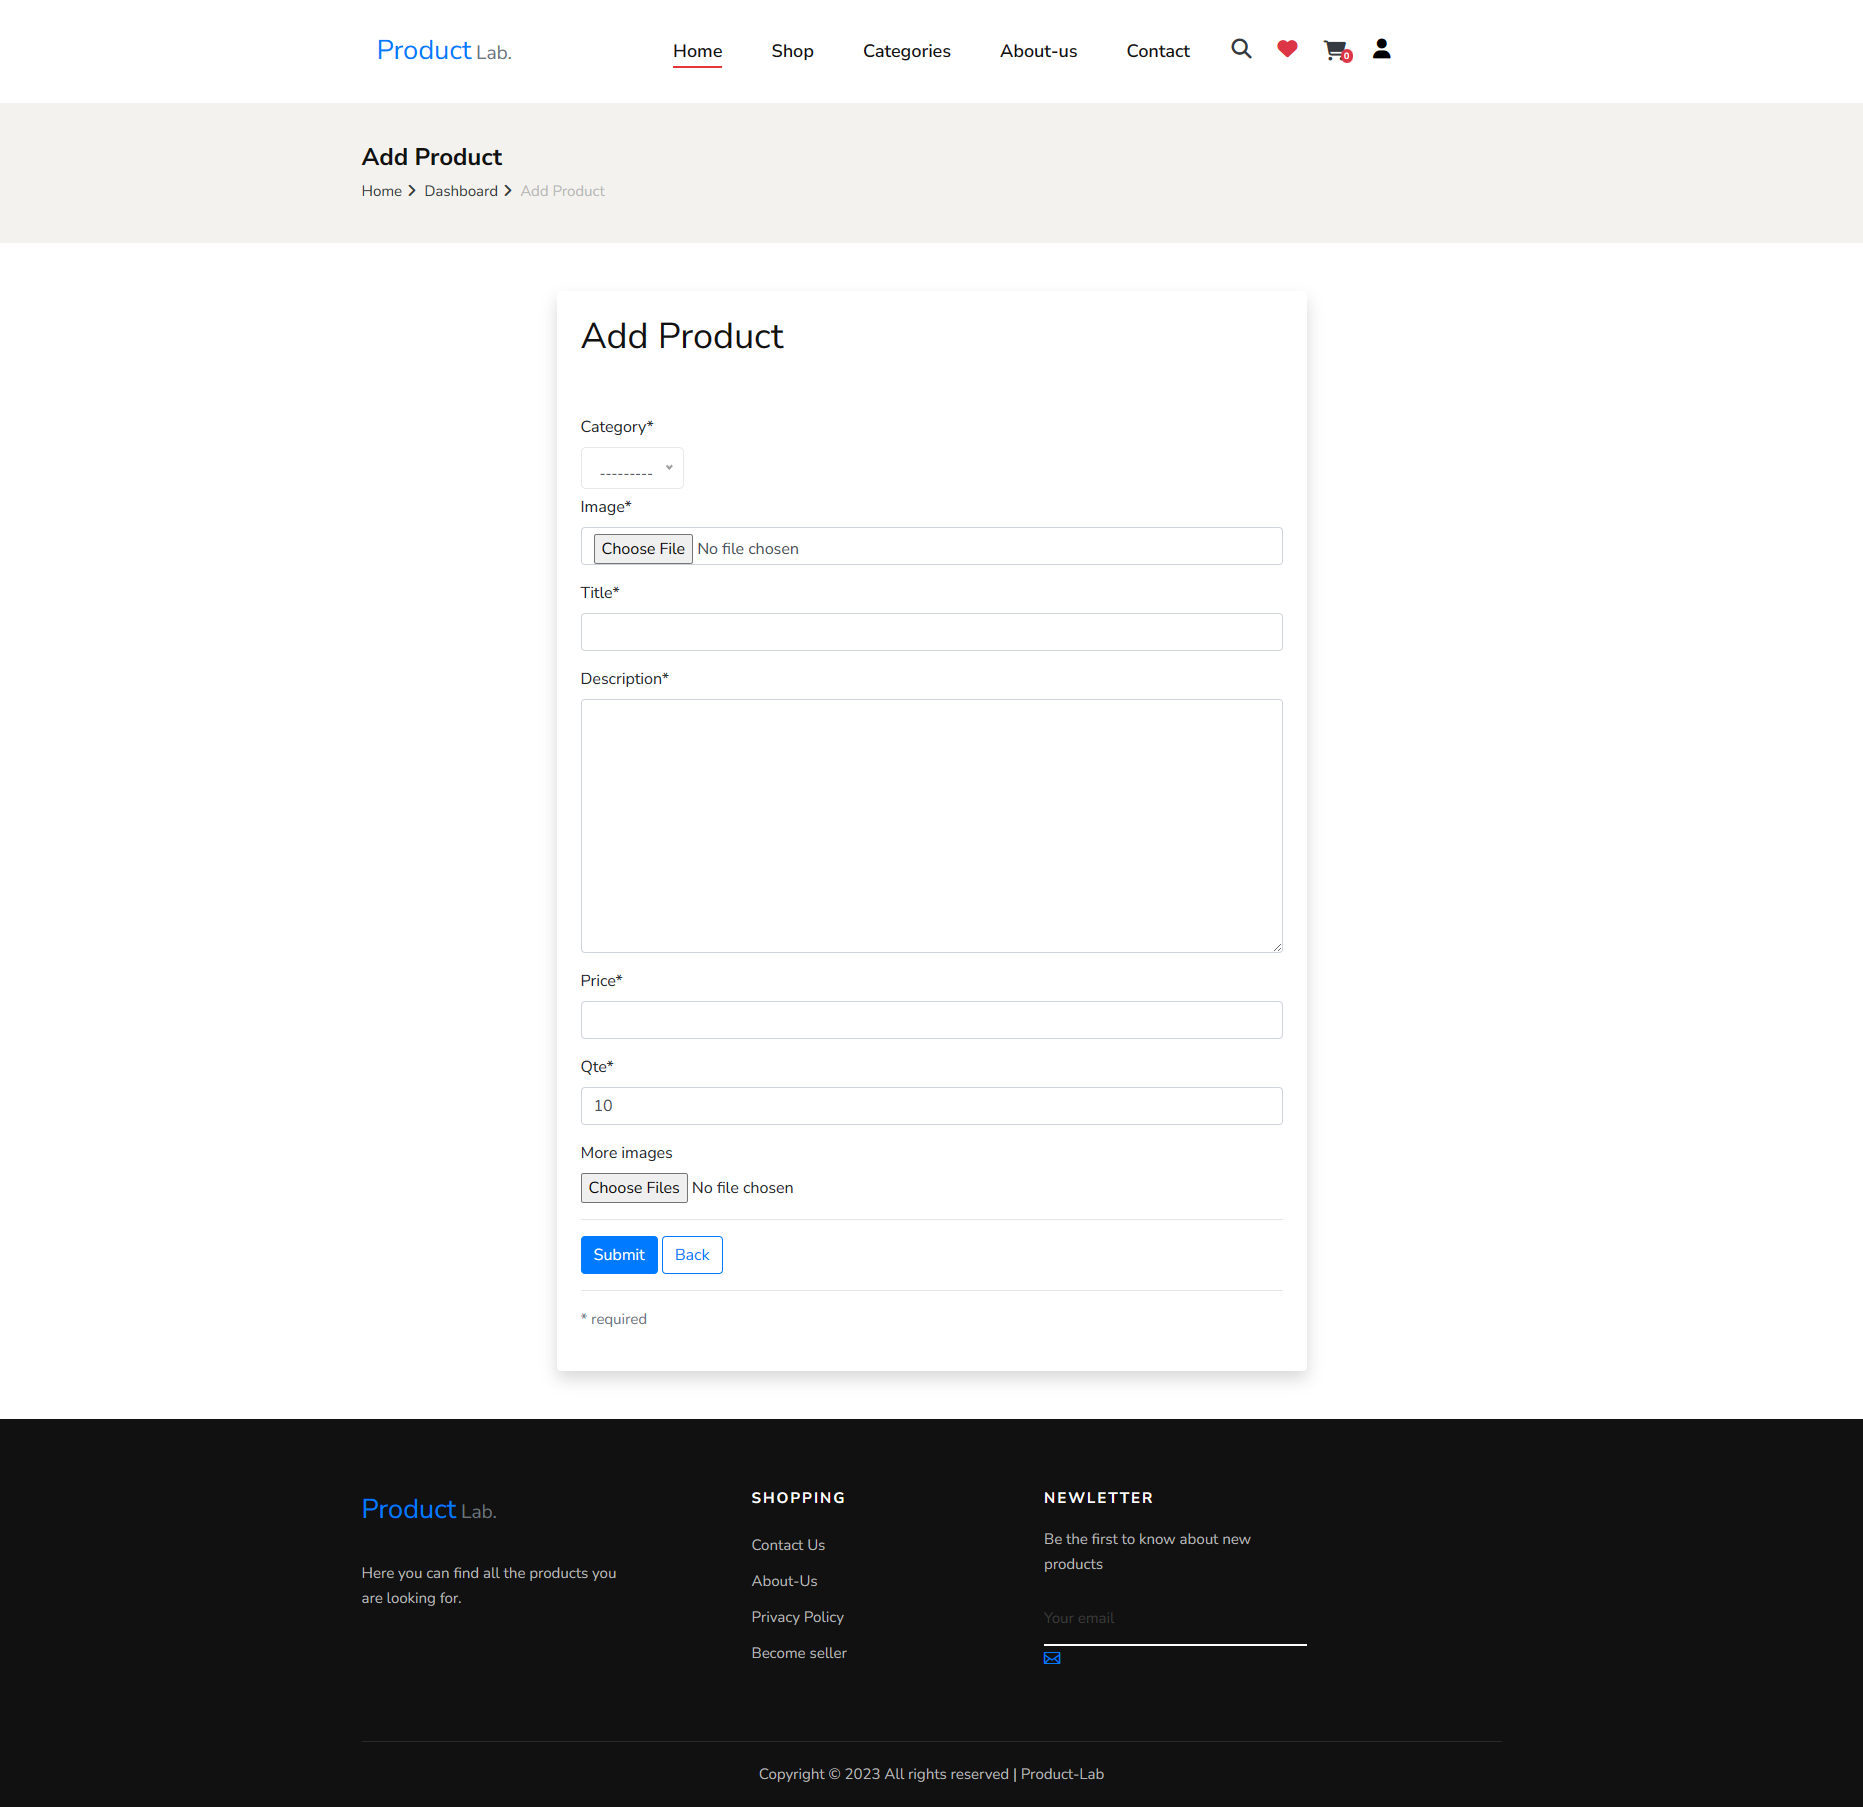 Product Lab.
Home Shop Categories About-us Contact 0
Add Product
Home Dashboard Add Product
Add Product
Category*
---------
Image*
Choose File No file chosen
Title*
Description*
Price*
Qte*
10
More images
Choose Files No file chosen
Submit Back
* required
Product Lab.
Here you can find all the products you
are looking for.
SHOPPING
Contact Us
About-Us
Privacy Policy
Become seller
NEWLETTER
Be the first to know about new
products
Your email
Copyright © 2023 All rights reserved | Product-Lab